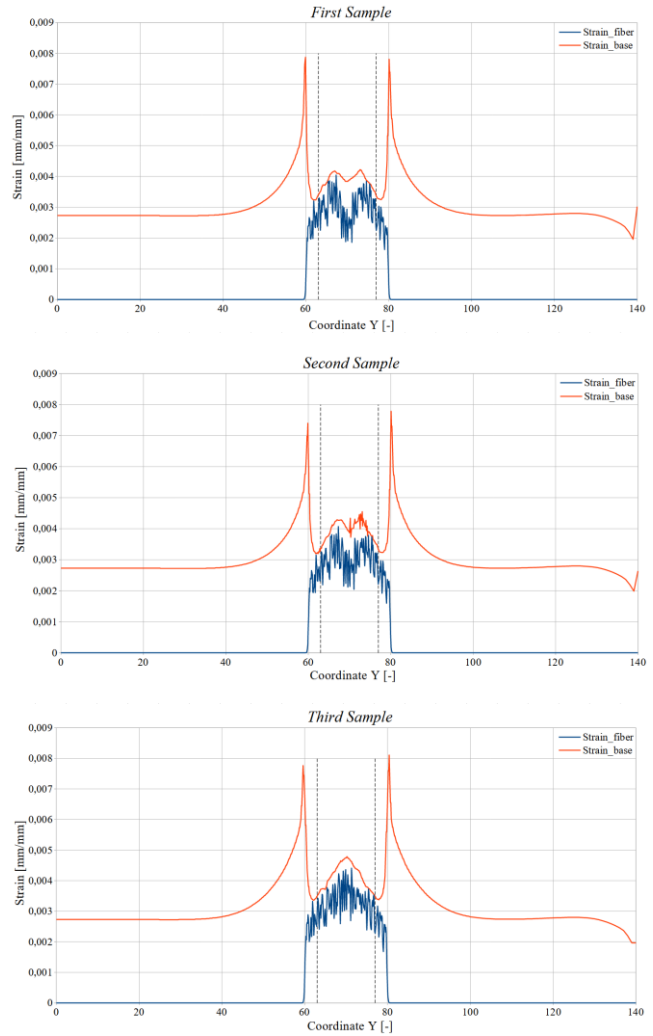 First Sample
0,009
Strain_fiber
Strain_base
0,008
0,007
0,006
0,005
0,004
0,003
0,002
0,001
0
Strain [mm/mm]
0 20 40 60 80 100 120 140
Coordinate Y [-]
Second Sample
0,009
Strain_fiber
Strain_base
0,008
0,007
0,006
0,005
0,004
0,003
0,002
0,001
0
Strain [mm/mm]
0 20 40 60 80 100 120 140
Coordinate Y [-]
Third Sample
0,009
Strain_fiber
Strain_base
0,008
0,007
0,006
0,005
0,004
0,003
0,002
0,001
0
Strain [mm/mm]
0 20 40 60 80 100 120 140
Coordinate Y [-]